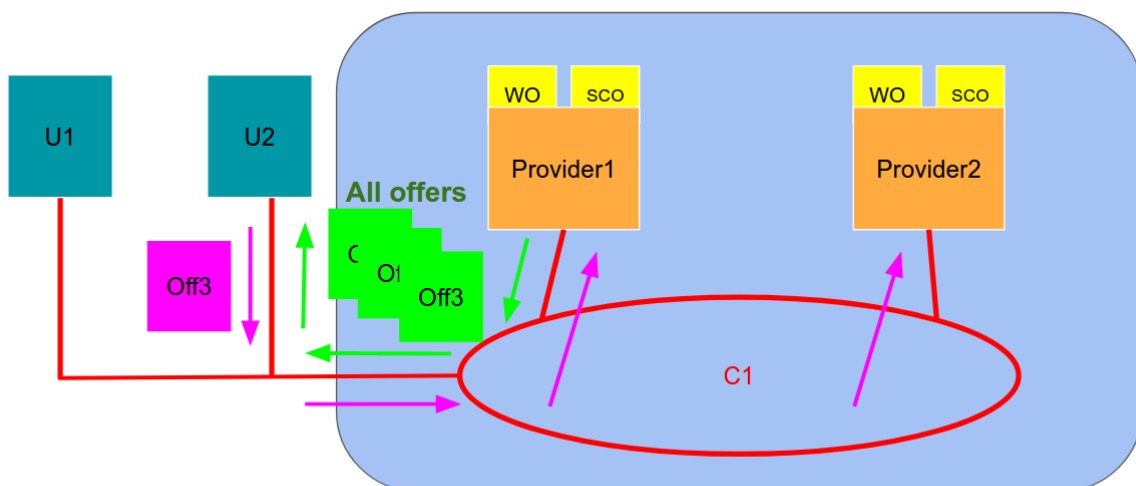 WO
SCO
WO
SCO
U1
U2
Provider1
Provider2
All offers
Off3
Off3
C1